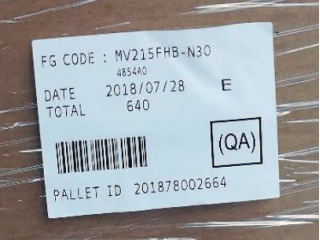 FG CODE : MV215FHB-N30
4854A0
DATE 2018/07/28 E
TOTAL 640
(QA)
PALLET ID 201878002664